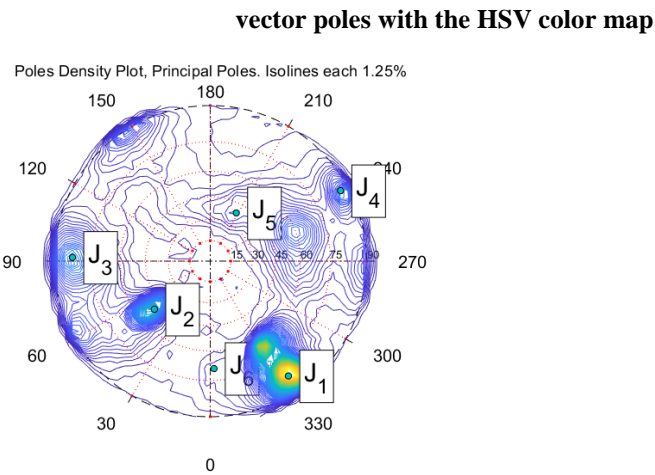 vector poles with the HSV color map
Poles Density Plot, Principal Poles. Isolines each 1.25%
180
150
210
120
240
J4
J5
J3
90
15 30 45 60 75 90
270
J2
60
300
J6
J1
30
330
0